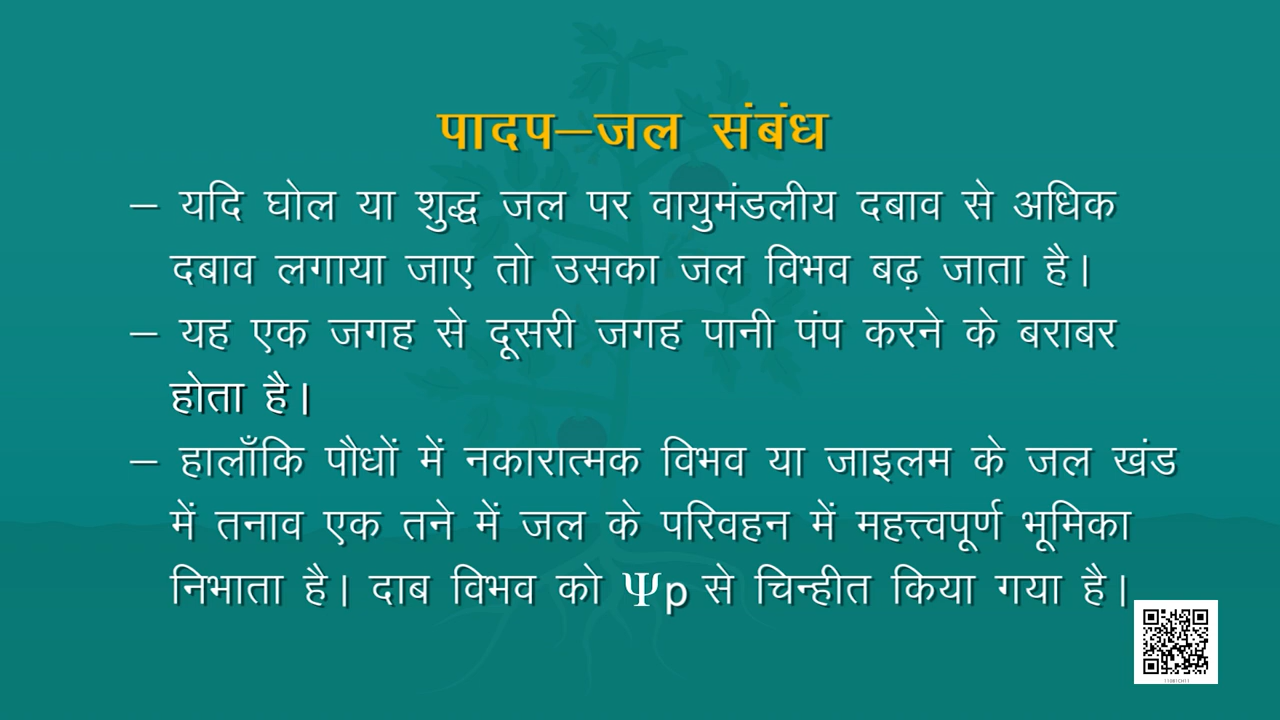 पादप–जल संबंध
– यदि घोल या शुद्ध जल पर वायुमंडलीय दबाव से अधिक
दबाव लगाया जाए तो उसका जल विभव बढ़ जाता है।
– यह एक जगह से दूसरी जगह पानी पंप करने के बराबर
होता है।
– हालाँकि पौधों में नकारात्मक विभव या जाइलम के जल खंड
में तनाव एक तने में जल के परिवहन में महत्त्वपूर्ण भूमिका
निभाता है। दाब विभव को Ψp से चिन्हीत किया गया है।